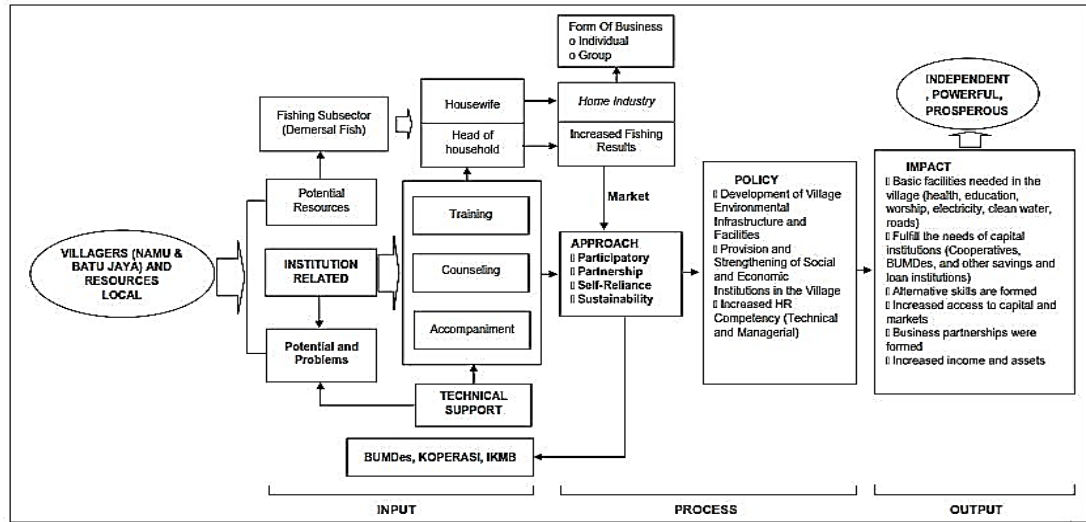 Form Of Business
o Individual
o Group
INDEPENDENT
, POWERFUL,
PROSPEROUS
Fishing Subsector
(Demersal Fish)
Housewife
Head of
household
Home Industry
Increased Fishing
Results
Market
Potential
Resources
VILLAGERS (NAMU &
BATU JAYA) AND
RESOURCES
LOCAL
INSTITUTION
RELATED
Potential and
Problems
Training
Counseling
Accompaniment
TECHNICAL
SUPPORT
BUMDes, KOPERASI, IKMB
APPROACH
▯ Participatory
▯ Partnership
▯ Self-Reliance
▯ Sustainability
POLICY
▯ Development of Village
Environmental
Infrastructure and
Facilities
▯ Provision and
Strengthening of Social
and Economic
Institutions in the Village
▯ Increased HR
Competency (Technical
and Managerial)
IMPACT
▯ Basic facilities needed in the
village (health, education,
worship, electricity, clean water,
roads)
▯ Fulfill the needs of capital
institutions (Cooperatives,
BUMDes, and other savings and
loan institutions)
▯ Alternative skills are formed
▯ Increased access to capital and
markets
▯ Business partnerships were
formed
▯ Increased income and assets
INPUT
PROCESS
OUTPUT